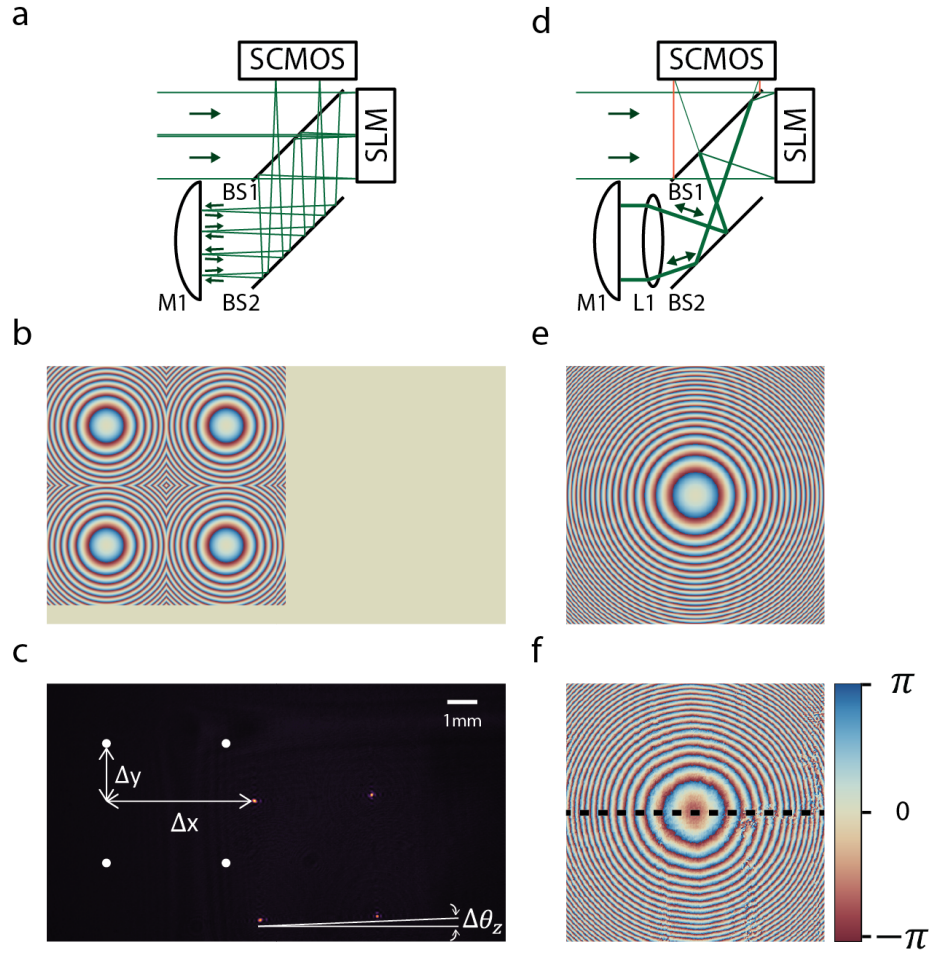 a
SCMOS
SLM
BS1
M1
BS2
d
SCMOS
SLM
BS1
M1
L1
BS2
b
e
c
1mm
Δy
Δx
Δθz
f
π
0
−π